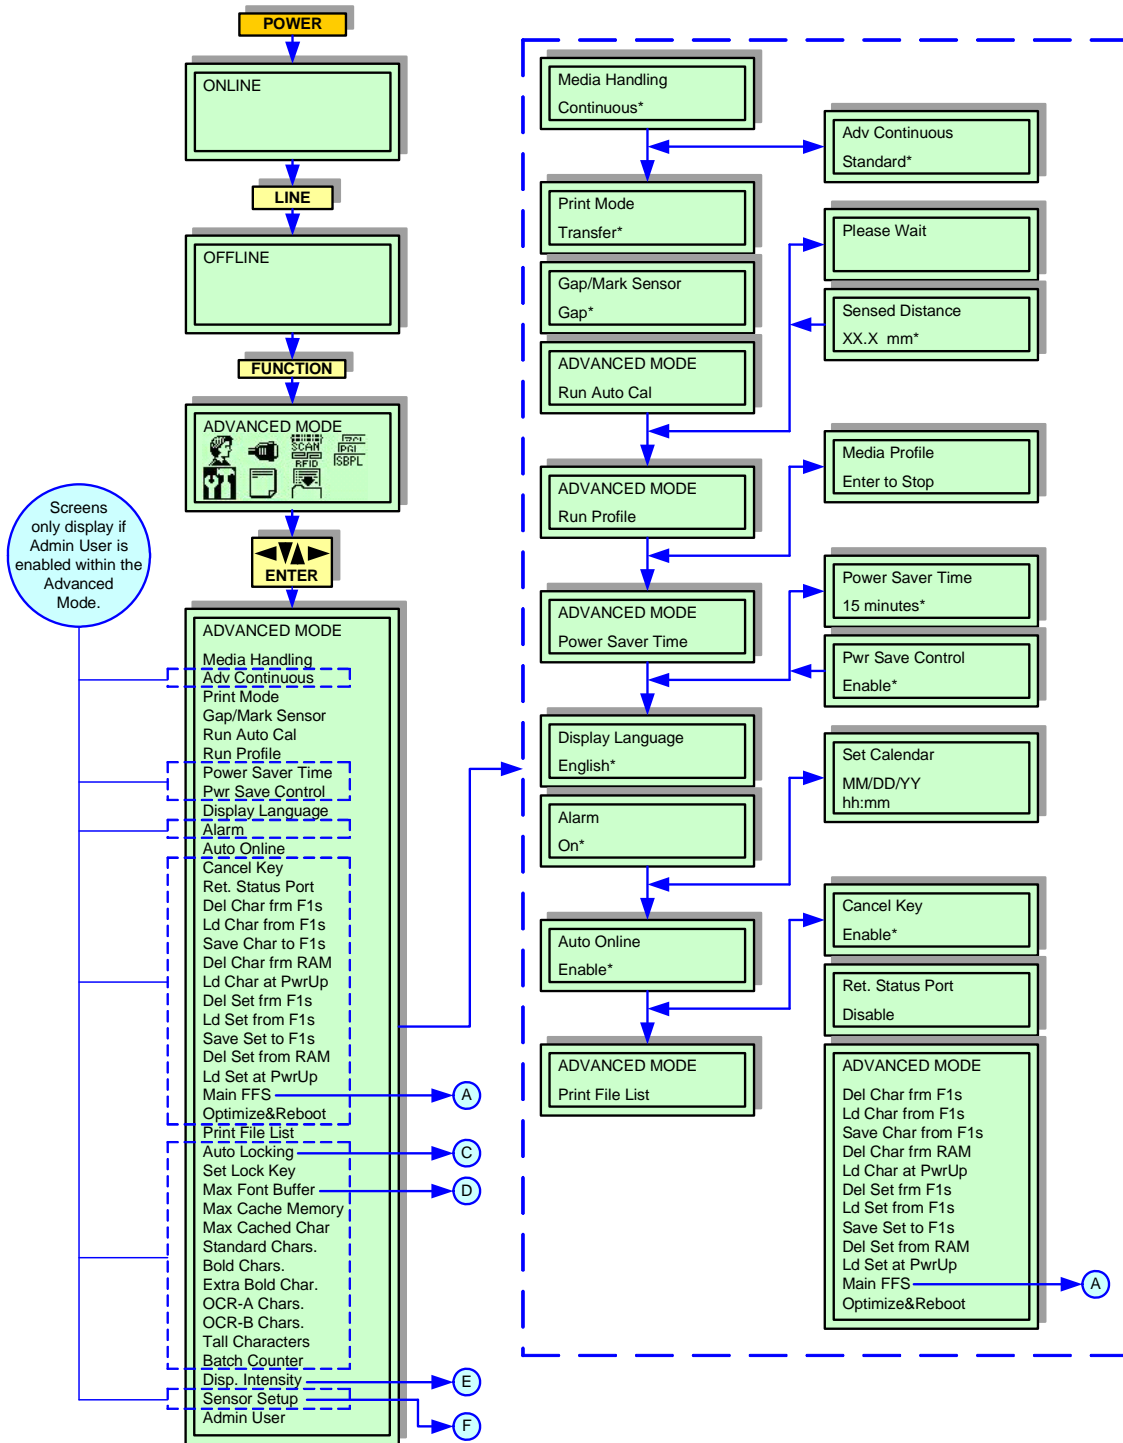 POWER
ONLINE
LINE
OFFLINE
FUNCTION
ADVANCED MODE
SCAN
RFID
PGL
ISBPL
ENTER
Screens
only display if
Admin User is
enabled within the
Advanced
Mode.
ADVANCED MODE
Media Handling
Adv Continuous
Print Mode
Gap/Mark Sensor
Run Auto Cal
Run Profile
Power Saver Time
Pwr Save Control
Display Language
Alarm
Auto Online
Cancel Key
Ret. Status Port
Del Char frm F1s
Ld Char from F1s
Save Char to F1s
Del Char frm RAM
Ld Char at PwrUp
Del Set frm F1s
Ld Set from F1s
Save Set to F1s
Del Set from RAM
Ld Set at PwrUp
Main FFS
A
Optimize&Reboot
Print File List
Auto Locking
C
Set Lock Key
Max Font Buffer
D
Max Cache Memory
Max Cached Char
Standard Chars.
Bold Chars.
Extra Bold Char.
OCR-A Chars.
OCR-B Chars.
Tall Characters
Batch Counter
Disp. Intensity
E
Sensor Setup
Admin User
F
Media Handling
Continuous*
Adv Continuous
Standard*
Print Mode
Transfer*
Please Wait
Gap/Mark Sensor
Gap*
Sensed Distance
XX.X mm*
ADVANCED MODE
Run Auto Cal
Media Profile
Enter to Stop
ADVANCED MODE
Run Profile
Power Saver Time
15 minutes*
ADVANCED MODE
Power Saver Time
Pwr Save Control
Enable*
Display Language
English*
Set Calendar
MM/DD/YY
hh:mm
Alarm
On*
Cancel Key
Enable*
Auto Online
Enable*
Ret. Status Port
Disable
ADVANCED MODE
Print File List
ADVANCED MODE
Del Char frm F1s
Ld Char from F1s
Save Char from F1s
Del Char frm RAM
Ld Char at PwrUp
Del Set frm F1s
Ld Set from F1s
Save Set to F1s
Del Set from RAM
Ld Set at PwrUp
Main FFS
A
Optimize&Reboot